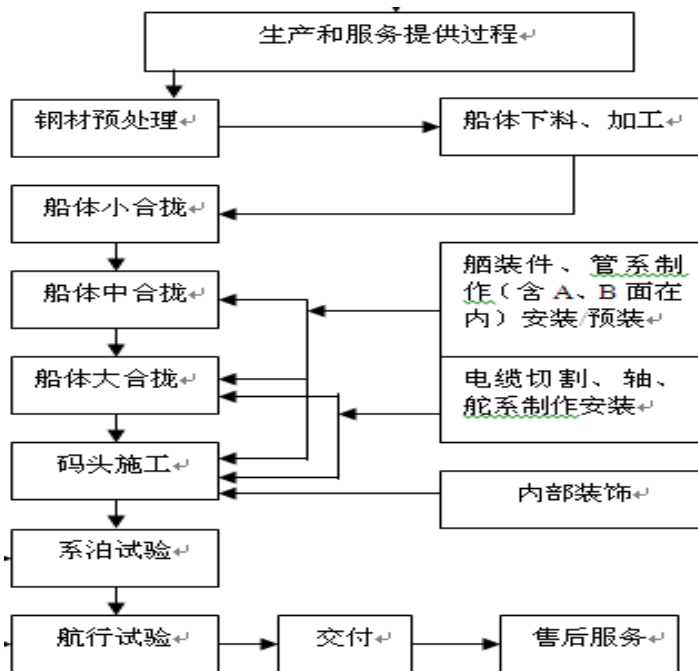 生产和服务提供过程
钢材预处理
船体下料、加工
船体小合拢
舾装件、管系制
作（含 A、B 面在
内）安装/预装
船体中合拢
船体大合拢
电缆切割、轴、
舵系制作安装
码头施工
内部装饰
系泊试验
航行试验
交付
售后服务